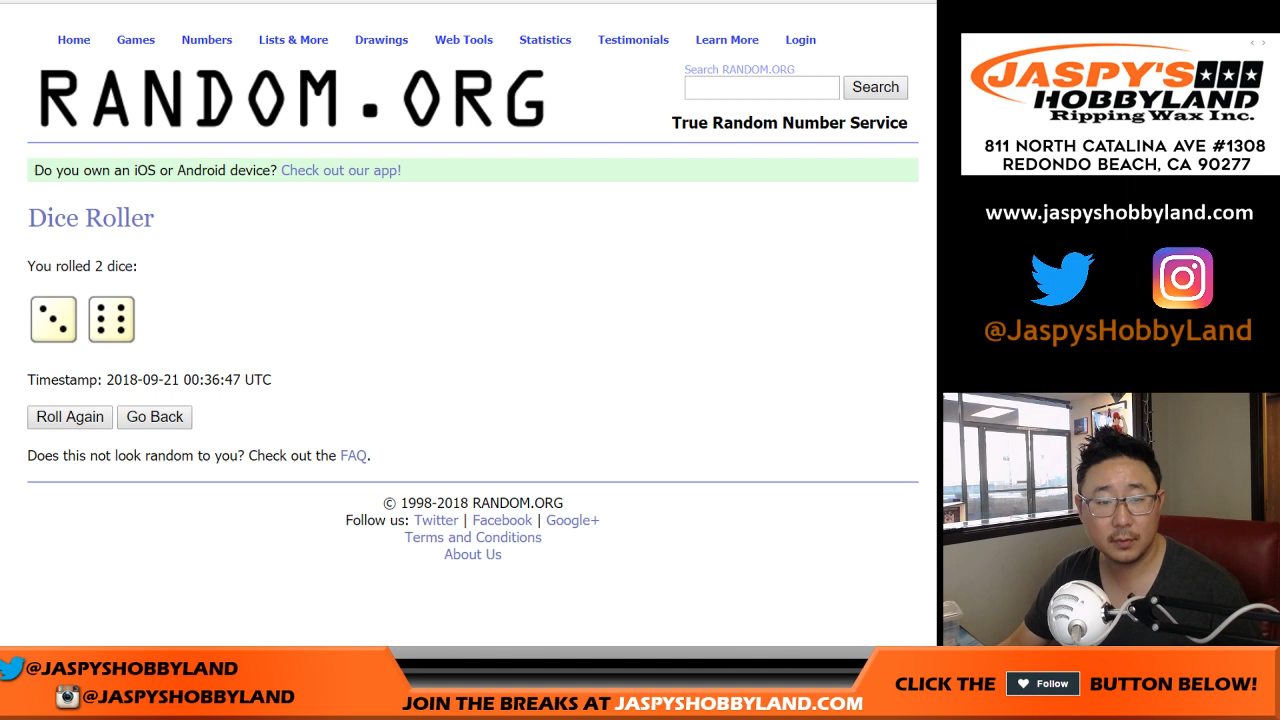 Home Games Numbers Lists & More Drawings Web Tools Statistics Testimonials Learn More Login
RANDOM.ORG
Search RANDOM.ORG
Search
True Random Number Service
Do you own an iOS or Android device? Check out our app!
Dice Roller
You rolled 2 dice:
Timestamp: 2018-09-21 00:36:47 UTC
Roll Again Go Back
Does this not look random to you? Check out the FAQ.
© 1998-2018 RANDOM.ORG
Follow us: Twitter | Facebook | Google+
Terms and Conditions
About Us
JASPY'S
HOBBYLAND
Ripping Wax Inc.
811 NORTH CATALINA AVE #1308
REDONDO BEACH, CA 90277
www.jaspyshobbyland.com
@JaspysHobbyLand
@JASPYSHOBBYLAND
@JASPYSHOBBYLAND
JOIN THE BREAKS AT JASPYSHOBBYLAND.COM
CLICK THE Follow BUTTON BELOW!